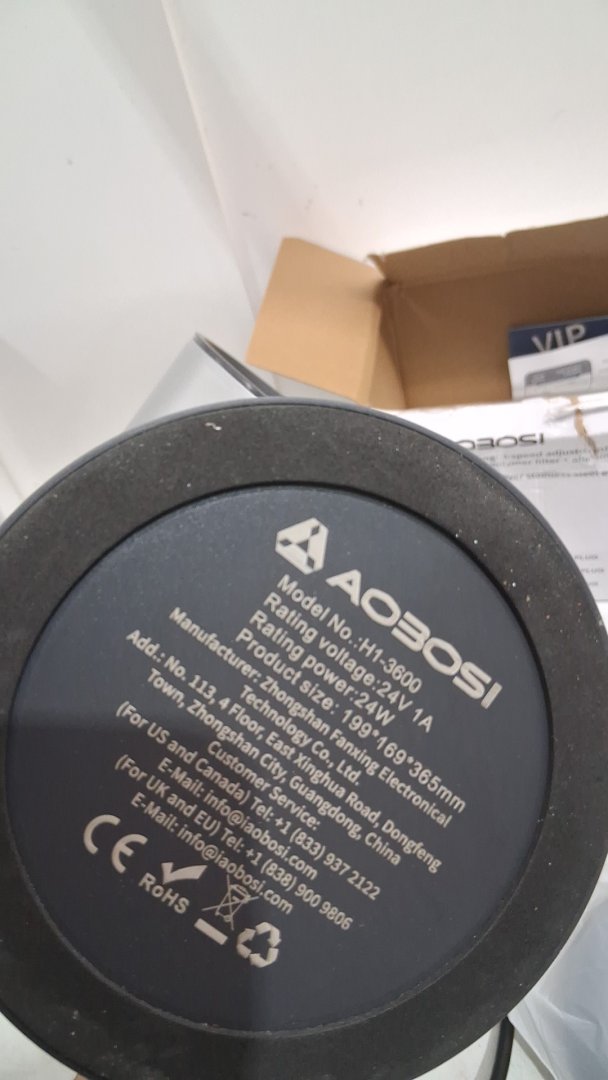 VIP
AOBOSI
AOBOSI
Model No.:H1-3600
Rating voltage:24V 1A
Rating power:24W
Product size: 199*169*365mm
Manufacturer: Zhongshan Fanxing Electronical
Technology Co., Ltd.
Add.: No. 113, 4 Floor, East Xinghua Road, Dongfeng
Town, Zhongshan City, Guangdong, China
Customer Service:
(For US and Canada) Tel: +1 (833) 937 2122
E-Mail: info@iaobosi.com
(For UK and EU) Tel: +1 (838) 900 9806
E-Mail: info@iaobosi.com
CE
RoHS